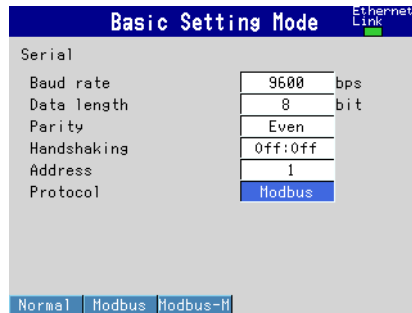 Basic Setting Mode
Ethernet
Link
Serial
Baud rate 9600 bps
Data length 8 bit
Parity Even
Handshaking Off:Off
Address 1
Protocol Modbus
Normal Modbus Modbus-M